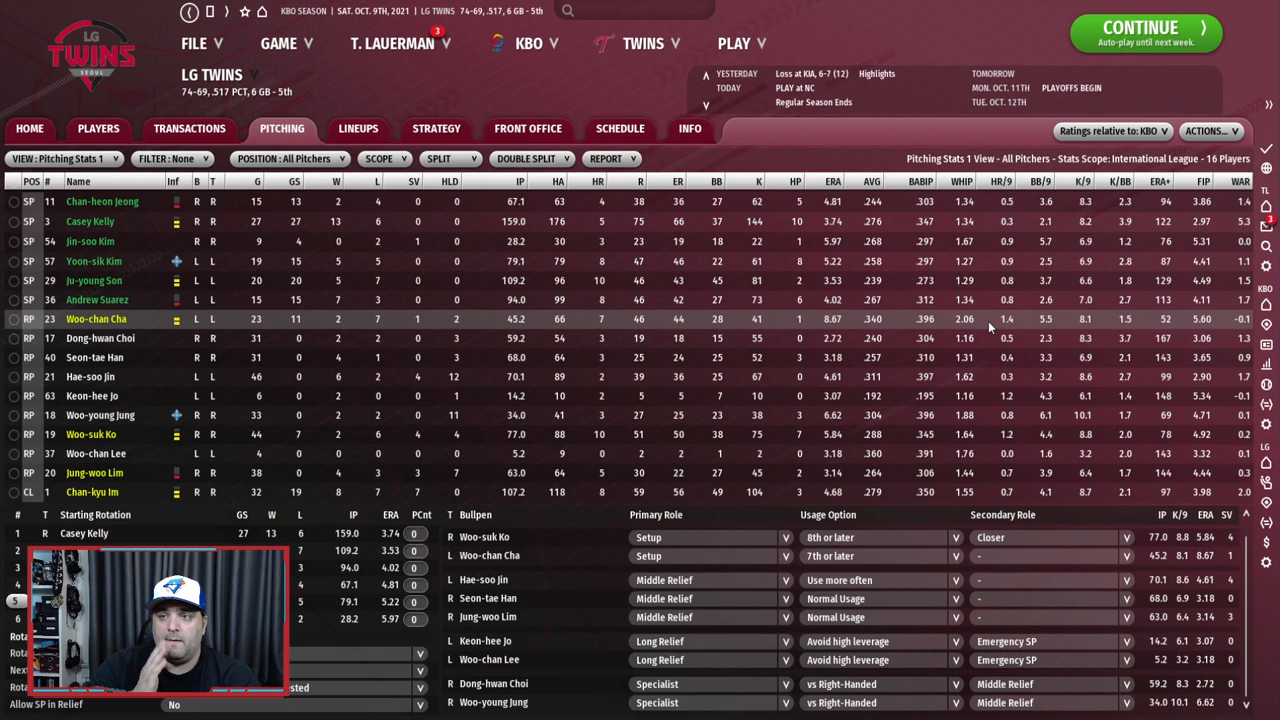 KBO SEASON | SAT. OCT. 9TH, 2021 | LG TWINS 74-69, .517, 6 GB - 5th
LG
TWINS
SEOUL
FILE GAME T. LAUERMAN 3 KBO TWINS PLAY
CONTINUE
Auto-play until next week.
LG TWINS
74-69, .517 PCT, 6 GB - 5th
YESTERDAY Loss at KIA, 6-7 (12) Highlights TOMORROW
TODAY PLAY at NC MON. OCT. 11TH PLAYOFFS BEGIN
Regular Season Ends TUE. OCT. 12TH
HOME PLAYERS TRANSACTIONS PITCHING LINEUPS STRATEGY FRONT OFFICE SCHEDULE INFO
Ratings relative to: KBO ACTIONS...
VIEW : Pitching Stats 1 FILTER : None POSITION : All Pitchers SCOPE SPLIT DOUBLE SPLIT REPORT Pitching Stats 1 View - All Pitchers - Stats Scope: International League - 16 Players
POS # Name Inf B T G GS W L SV HLD IP HA HR R ER BB K HP ERA AVG BABIP WHIP HR/9 BB/9 K/9 K/BB ERA+ FIP WAR
SP 11 Chan-heon Jeong R R 15 13 2 4 0 0 67.1 63 4 38 36 27 62 5 4.81 .244 .303 1.34 0.5 3.6 8.3 2.3 94 3.86 1.4
SP 3 Casey Kelly R R 27 27 13 6 0 0 159.0 176 5 75 66 37 144 10 3.74 .276 .347 1.34 0.3 2.1 8.2 3.9 122 2.97 5.3
SP 54 Jin-soo Kim R R 9 4 0 2 1 0 28.2 30 3 23 19 18 22 1 5.97 .268 .297 1.67 0.9 5.7 6.9 1.2 76 5.31 0.0
SP 57 Yoon-sik Kim L L 19 15 5 5 0 0 79.1 79 8 47 46 22 61 8 5.22 .258 .297 1.27 0.9 2.5 6.9 2.8 87 4.41 1.1
SP 29 Ju-young Son L L 20 20 5 7 0 0 109.2 96 10 46 43 45 81 2 3.53 .239 .273 1.29 0.8 3.7 6.6 1.8 129 4.49 1.5
SP 36 Andrew Suarez L L 15 15 7 3 0 0 94.0 99 8 46 42 27 73 6 4.02 .267 .312 1.34 0.8 2.6 7.0 2.7 113 4.11 1.7
RP 23 Woo-chan Cha L L 23 11 2 7 1 2 45.2 66 7 46 44 28 41 1 8.67 .340 .396 2.06 1.4 5.5 8.1 1.5 52 5.60 -0.1
RP 17 Dong-hwan Choi R R 31 0 2 2 0 3 59.2 54 3 19 18 15 55 0 2.72 .240 .304 1.16 0.5 2.3 8.3 3.7 167 3.06 1.3
RP 40 Seon-tae Han R R 31 0 4 1 0 3 68.0 64 3 25 24 25 52 3 3.18 .257 .310 1.31 0.4 3.3 6.9 2.1 143 3.65 0.9
RP 21 Hae-soo Jin L L 46 0 6 2 4 12 70.1 89 2 39 36 25 67 0 4.61 .311 .397 1.62 0.3 3.2 8.6 2.7 99 2.90 1.7
RP 63 Keon-hee Jo L L 6 0 2 0 0 0 14.2 10 2 5 5 7 10 0 3.07 .192 .195 1.16 1.2 4.3 6.1 1.4 148 5.34 -0.1
RP 18 Woo-young Jung R R 33 0 2 2 0 11 34.0 41 3 27 25 23 38 3 6.62 .304 .396 1.88 0.8 6.1 10.1 1.7 69 4.71 0.1
RP 19 Woo-suk Ko R R 44 7 2 6 4 4 77.0 88 10 51 50 38 75 7 5.84 .288 .345 1.64 1.2 4.4 8.8 2.0 78 4.92 0.2
RP 37 Woo-chan Lee L L 4 0 0 0 0 0 5.2 9 0 2 2 1 2 0 3.18 .360 .391 1.76 0.0 1.6 3.2 2.0 143 3.32 0.1
RP 20 Jung-woo Lim R R 38 0 4 3 3 7 63.0 64 5 30 22 27 45 2 3.14 .264 .306 1.44 0.7 3.9 6.4 1.7 144 4.44 0.3
CL 1 Chan-kyu Im R R 32 19 8 7 7 0 107.2 118 8 59 56 49 104 3 4.68 .279 .350 1.55 0.7 4.1 8.7 2.1 97 3.98 2.0
# T Starting Rotation GS W L IP ERA PCnt T Bullpen Primary Role Usage Option Secondary Role IP K/9 ERA SV
1 R Casey Kelly 27 13 6 159.0 3.74 0
R Woo-suk Ko Setup 8th or later Closer 77.0 8.8 5.84 4
2 7 109.2 3.53 0
L Woo-chan Cha Setup 7th or later - 45.2 8.1 8.67 1
3 3 94.0 4.02 0
4 4 67.1 4.81 0
L Hae-soo Jin Middle Relief Use more often - 70.1 8.6 4.61 4
5 5 79.1 5.22 0
R Seon-tae Han Middle Relief Normal Usage - 68.0 6.9 3.18 0
6 2 28.2 5.97 0
R Jung-woo Lim Middle Relief Normal Usage - 63.0 6.4 3.14 3
Rota
L Keon-hee Jo Long Relief Avoid high leverage Emergency SP 14.2 6.1 3.07 0
Rota
L Woo-chan Lee Long Relief Avoid high leverage Emergency SP 5.2 3.2 3.18 0
Next
Rota sted
R Dong-hwan Choi Specialist vs Right-Handed Middle Relief 59.2 8.3 2.72 0
Allow SP in Relief No
R Woo-young Jung Specialist vs Right-Handed Middle Relief 34.0 10.1 6.62 0
TL
3
KBO
LG